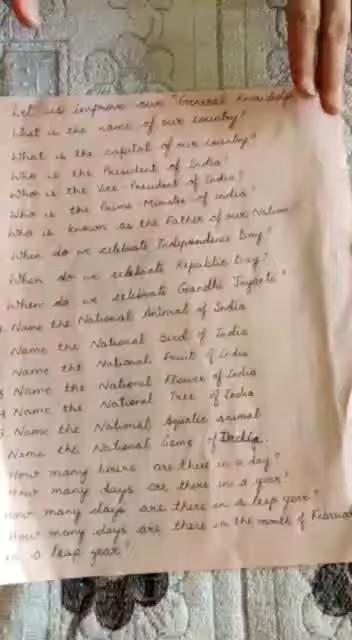 Let us improve our "General Knowledge
What is the name of our country?
What is the capital of our country?
Who is the President of India?
Who is the Vice-President of India?
Who is the Prime Minister of India?
Who is known as the Father of our Nation
When do we celebrate Independence Day?
When do we celebrate Republic Day?
When do we celebrate Gandhi Jayanti?
Name the National Animal of India
Name the National Bird of India
Name the National Fruit of India
Name the National Flower of India
Name the National Tree of India
Name the National Aquatic animal
Name the National Game of India.
How many hours are there in a day?
How many days are there in a year?
How many days are there in a leap year?
How many days are there in the month of Februa
in a leap year?